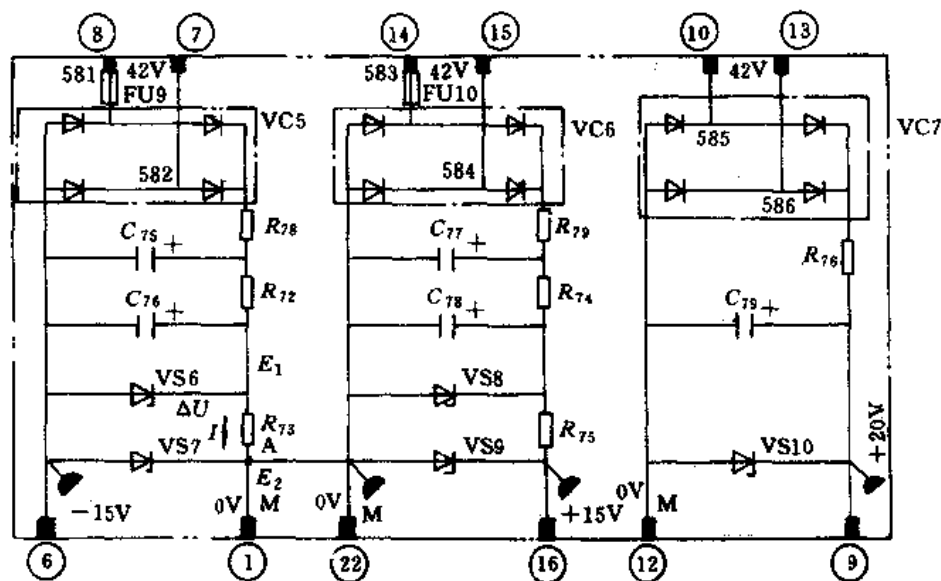 8 7 14 15 10 13
581 42V 583 42V 42V
FU9 FU10
VC5 VC6 VC7
585
582 584
586
R78 R79
C75 + C77 + R76
R72 R74
C76 + C78 + C79 +
E1
VS6 VS8
ΔU
I R73 R75
A
VS7 VS9 VS10 +20V
E2
-15V 0V M 0V M +15V 0V M
6 1 22 16 12 9